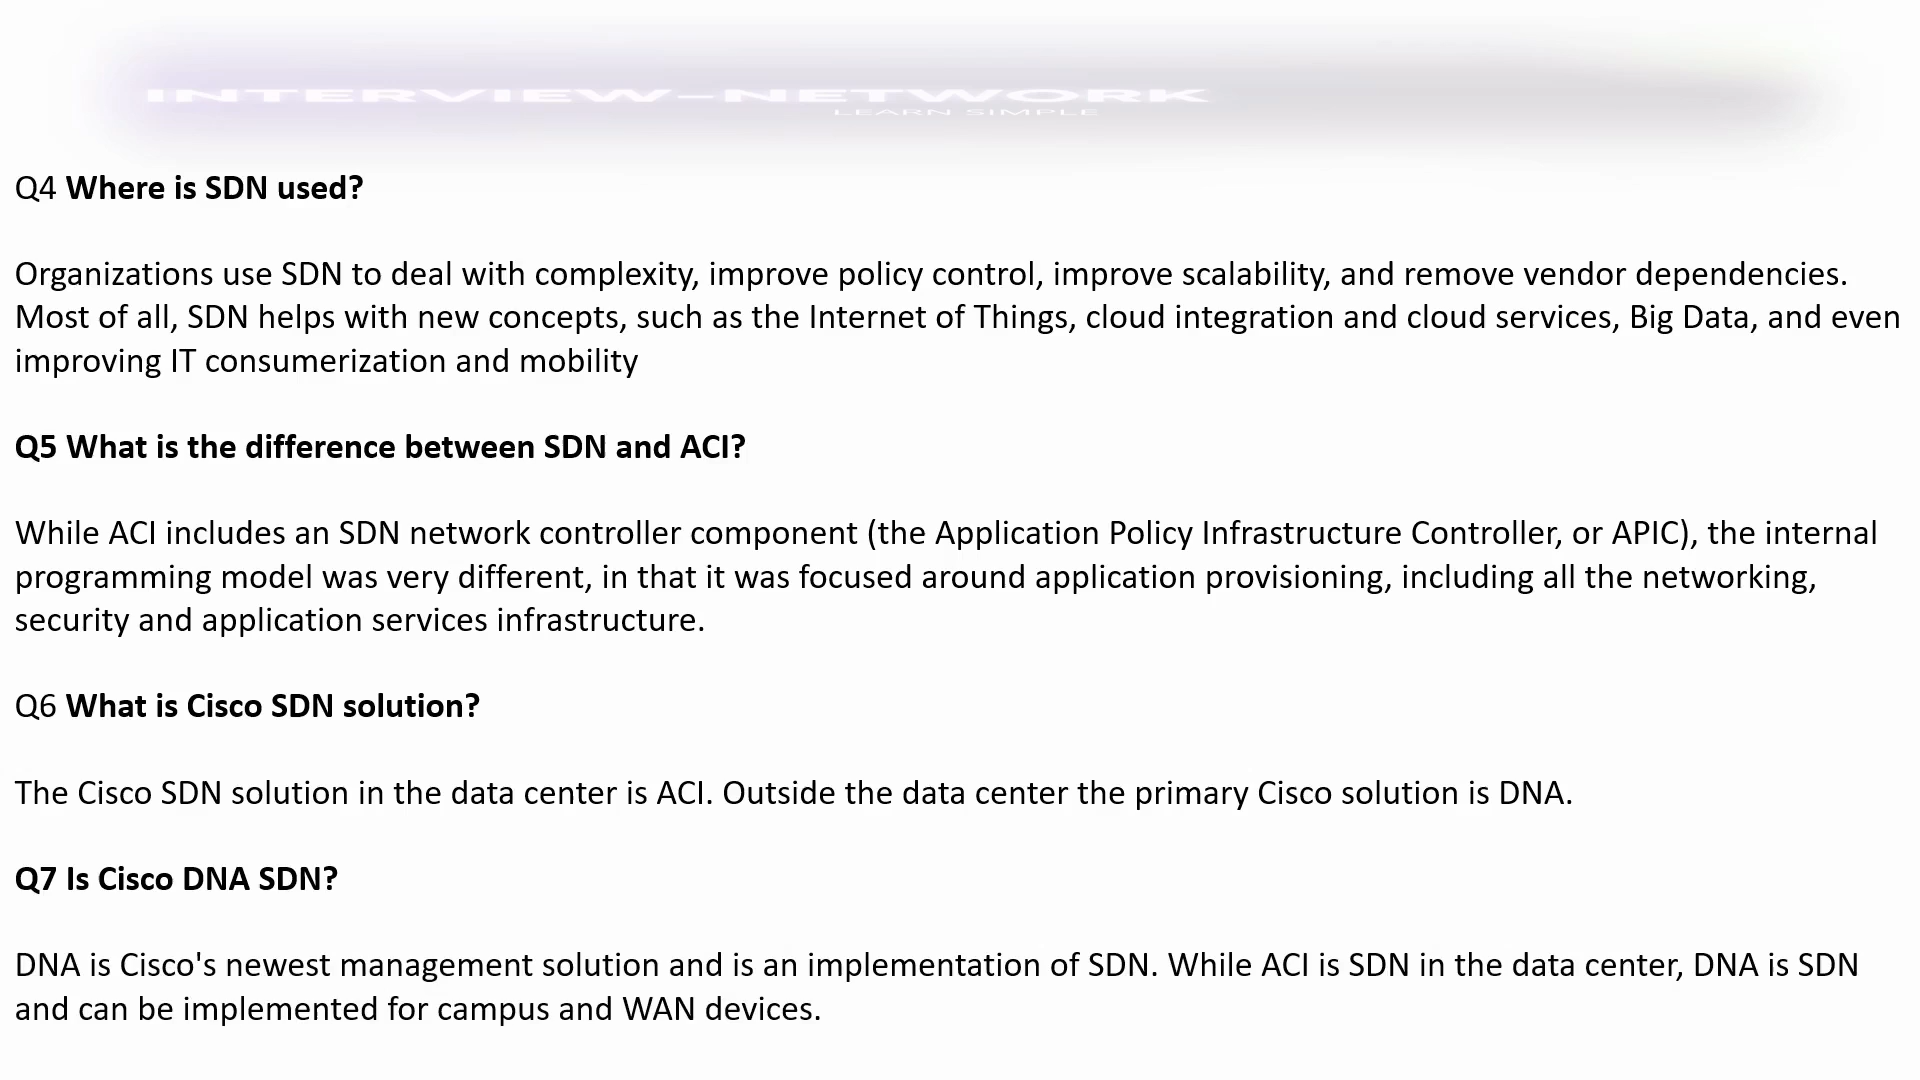 INTERVIEW-NETWORK
LEARN SIMPLE
Q4 Where is SDN used?
Organizations use SDN to deal with complexity, improve policy control, improve scalability, and remove vendor dependencies.
Most of all, SDN helps with new concepts, such as the Internet of Things, cloud integration and cloud services, Big Data, and even
improving IT consumerization and mobility
Q5 What is the difference between SDN and ACI?
While ACI includes an SDN network controller component (the Application Policy Infrastructure Controller, or APIC), the internal
programming model was very different, in that it was focused around application provisioning, including all the networking,
security and application services infrastructure.
Q6 What is Cisco SDN solution?
The Cisco SDN solution in the data center is ACI. Outside the data center the primary Cisco solution is DNA.
Q7 Is Cisco DNA SDN?
DNA is Cisco's newest management solution and is an implementation of SDN. While ACI is SDN in the data center, DNA is SDN
and can be implemented for campus and WAN devices.